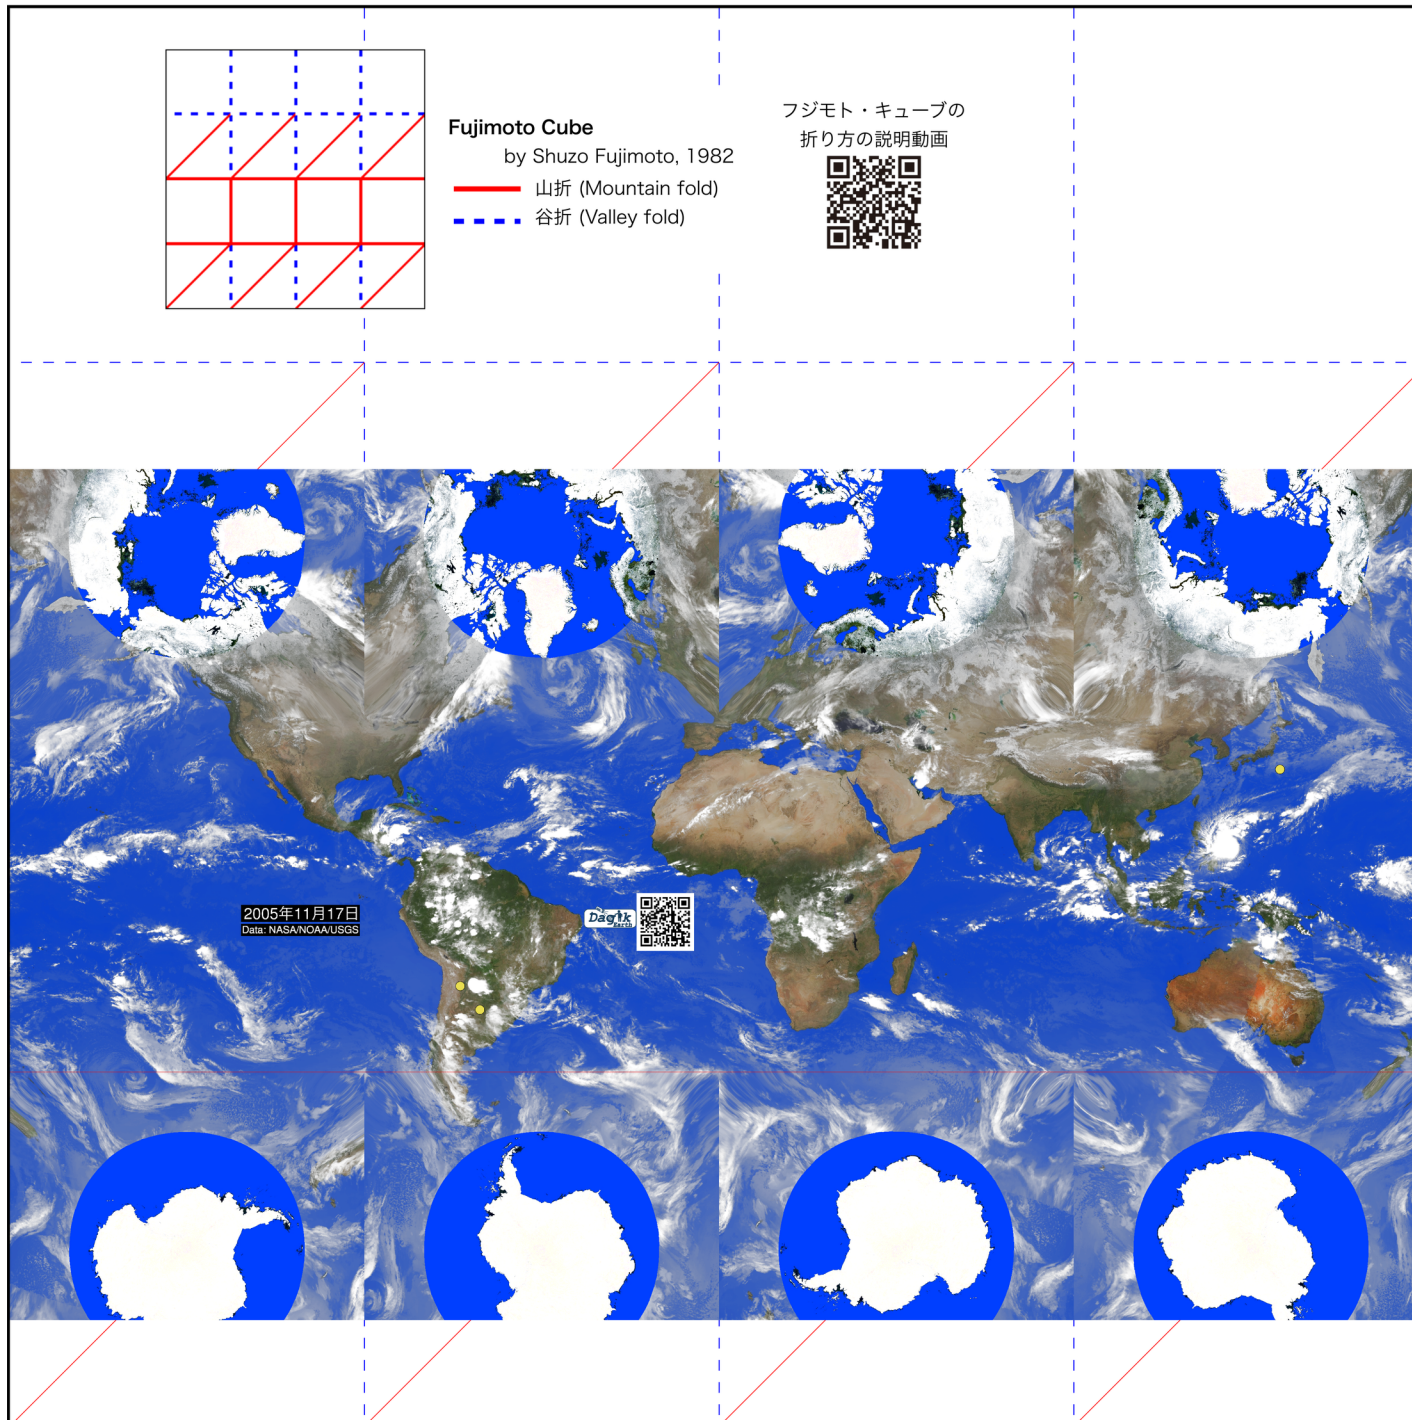 Fujimoto Cube
by Shuzo Fujimoto, 1982
山折 (Mountain fold)
谷折 (Valley fold)
フジモト・キューブの
折り方の説明動画
2005年11月17日
Data: NASA/NOAA/USGS
Dagik
Earth